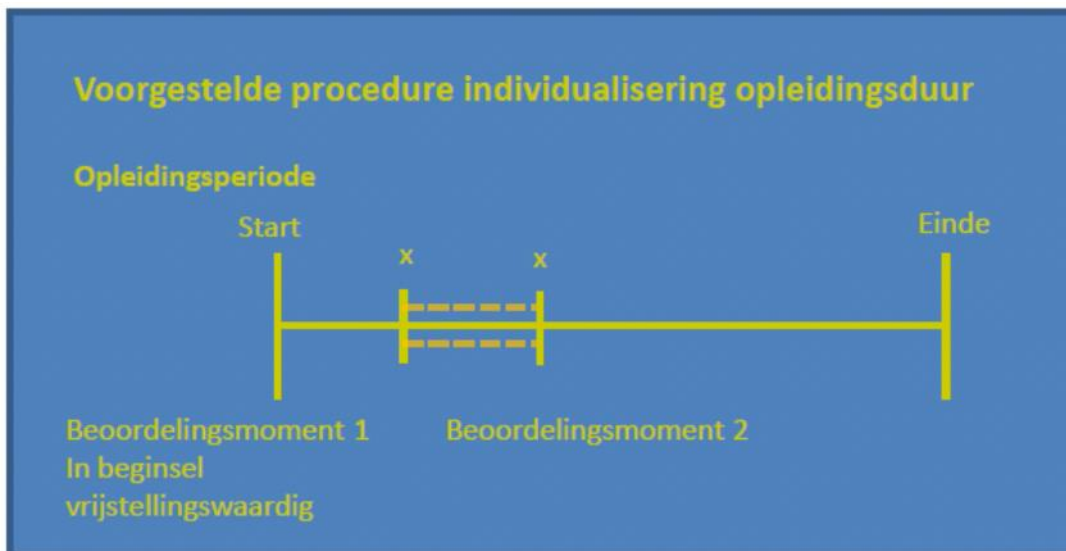 Voorgestelde procedure individualisering opleidingsduur
Opleidingsperiode
Start
Einde
x
x
Beoordelingsmoment 1
Beoordelingsmoment 2
In beginsel
vrijstellingswaardig